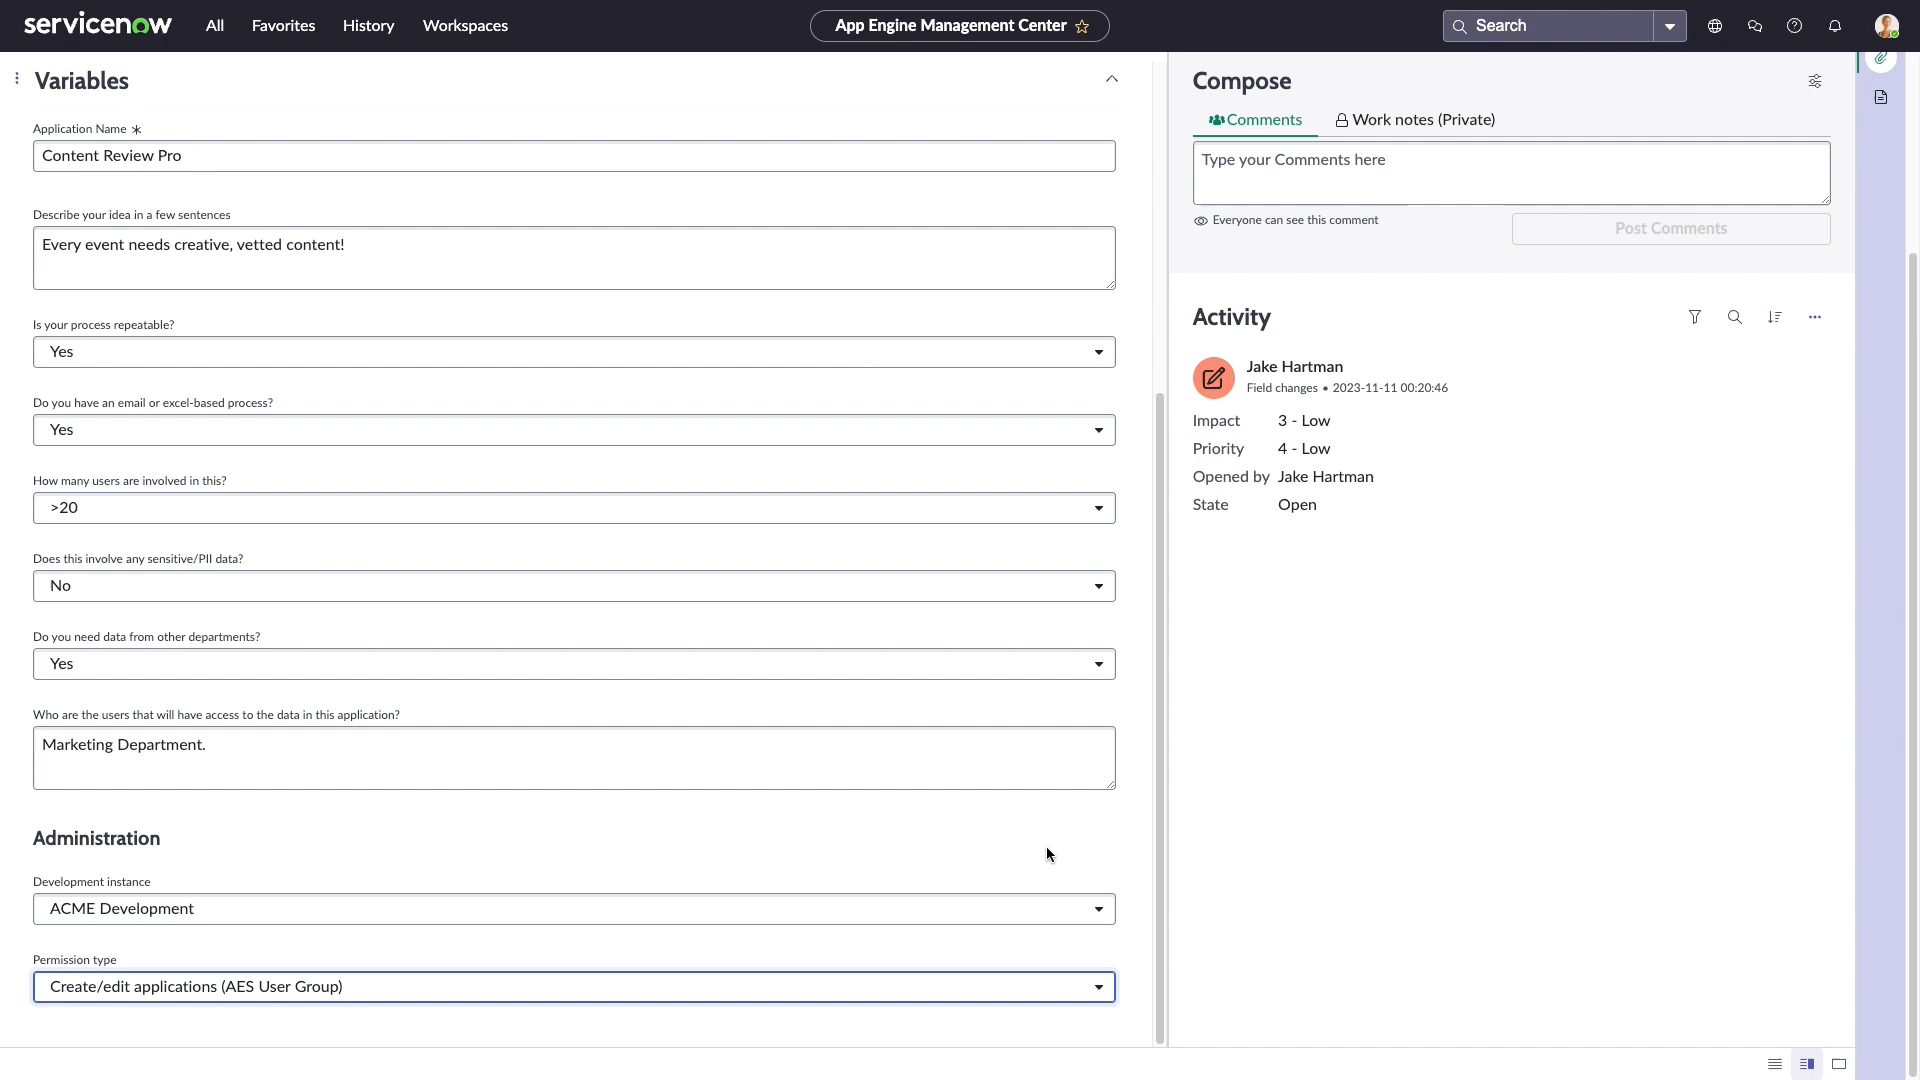 servicenow
All
Favorites
History
Workspaces
App Engine Management Center
Search
Variables
Application Name *
Content Review Pro
Describe your idea in a few sentences
Every event needs creative, vetted content!
Is your process repeatable?
Yes
Do you have an email or excel-based process?
Yes
How many users are involved in this?
>20
Does this involve any sensitive/PII data?
No
Do you need data from other departments?
Yes
Who are the users that will have access to the data in this application?
Marketing Department.
Administration
Development instance
ACME Development
Permission type
Create/edit applications (AES User Group)
Compose
Comments
Work notes (Private)
Type your Comments here
Everyone can see this comment
Post Comments
Activity
Jake Hartman
Field changes • 2023-11-11 00:20:46
Impact 3 - Low
Priority 4 - Low
Opened by Jake Hartman
State Open